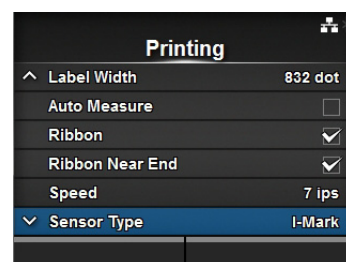 Printing
Label Width 832 dot
Auto Measure
Ribbon
Ribbon Near End
Speed 7 ips
Sensor Type I-Mark